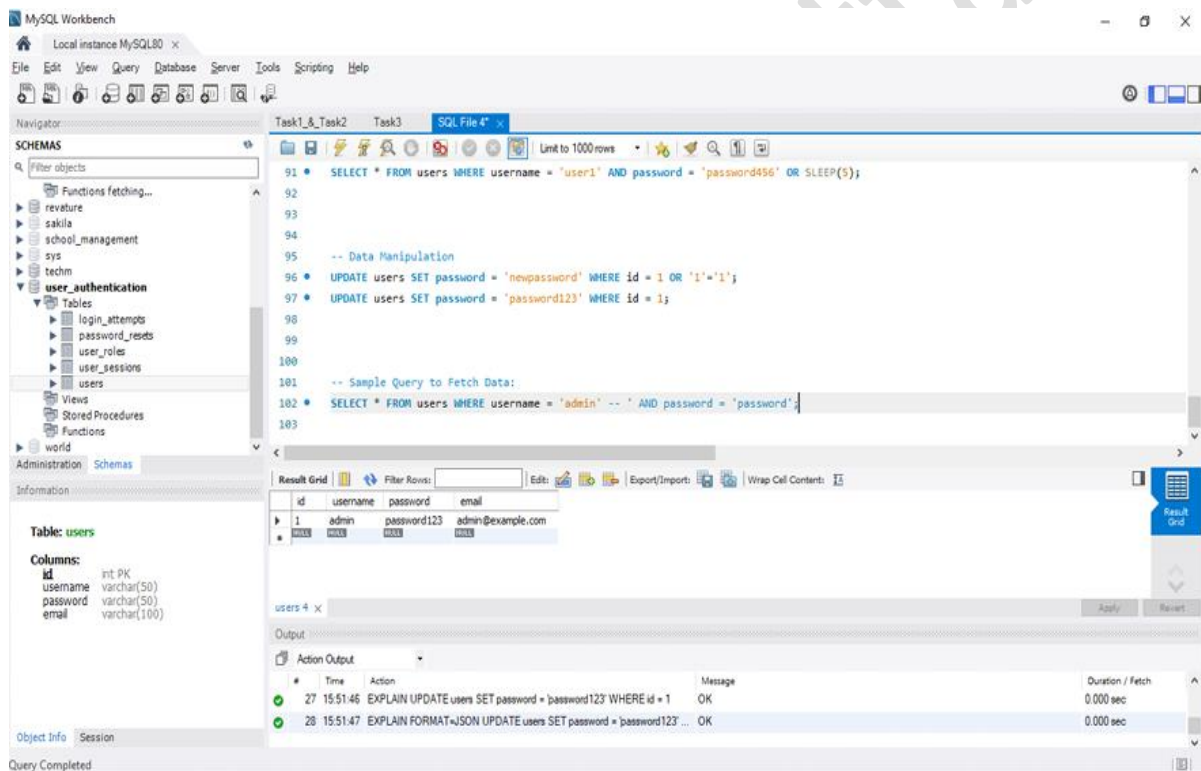 MySQL Workbench
Local instance MySQL80 ×
File Edit View Query Database Server Tools Scripting Help
Navigator
SCHEMAS
Filter objects
Functions fetching...
revature
sakila
school_management
sys
techm
user_authentication
Tables
login_attempts
password_resets
user_roles
user_sessions
users
Views
Stored Procedures
Functions
world
Administration Schemas
Information
Table: users
Columns:
id int PK
username varchar(50)
password varchar(50)
email varchar(100)
Object Info Session
Query Completed
Task1_&_Task2 Task3 SQL File 4* ×
Limit to 1000 rows
91 SELECT * FROM users WHERE username = 'user1' AND password = 'password456' OR SLEEP(5);
92
93
94
95 -- Data Manipulation
96 UPDATE users SET password = 'newpassword' WHERE id = 1 OR '1'='1';
97 UPDATE users SET password = 'password123' WHERE id = 1;
98
99
100
101 -- Sample Query to Fetch Data:
102 SELECT * FROM users WHERE username = 'admin' -- ' AND password = 'password';
103
Result Grid Filter Rows: Edit: Export/Import: Wrap Cell Content:
id username password email
1 admin password123 admin@example.com
NULL NULL NULL NULL
Result Grid
users 4 × Apply Revert
Output
Action Output
# Time Action Message Duration / Fetch
27 15:51:46 EXPLAIN UPDATE users SET password = 'password123' WHERE id = 1 OK 0.000 sec
28 15:51:47 EXPLAIN FORMAT=JSON UPDATE users SET password = 'password123' ... OK 0.000 sec